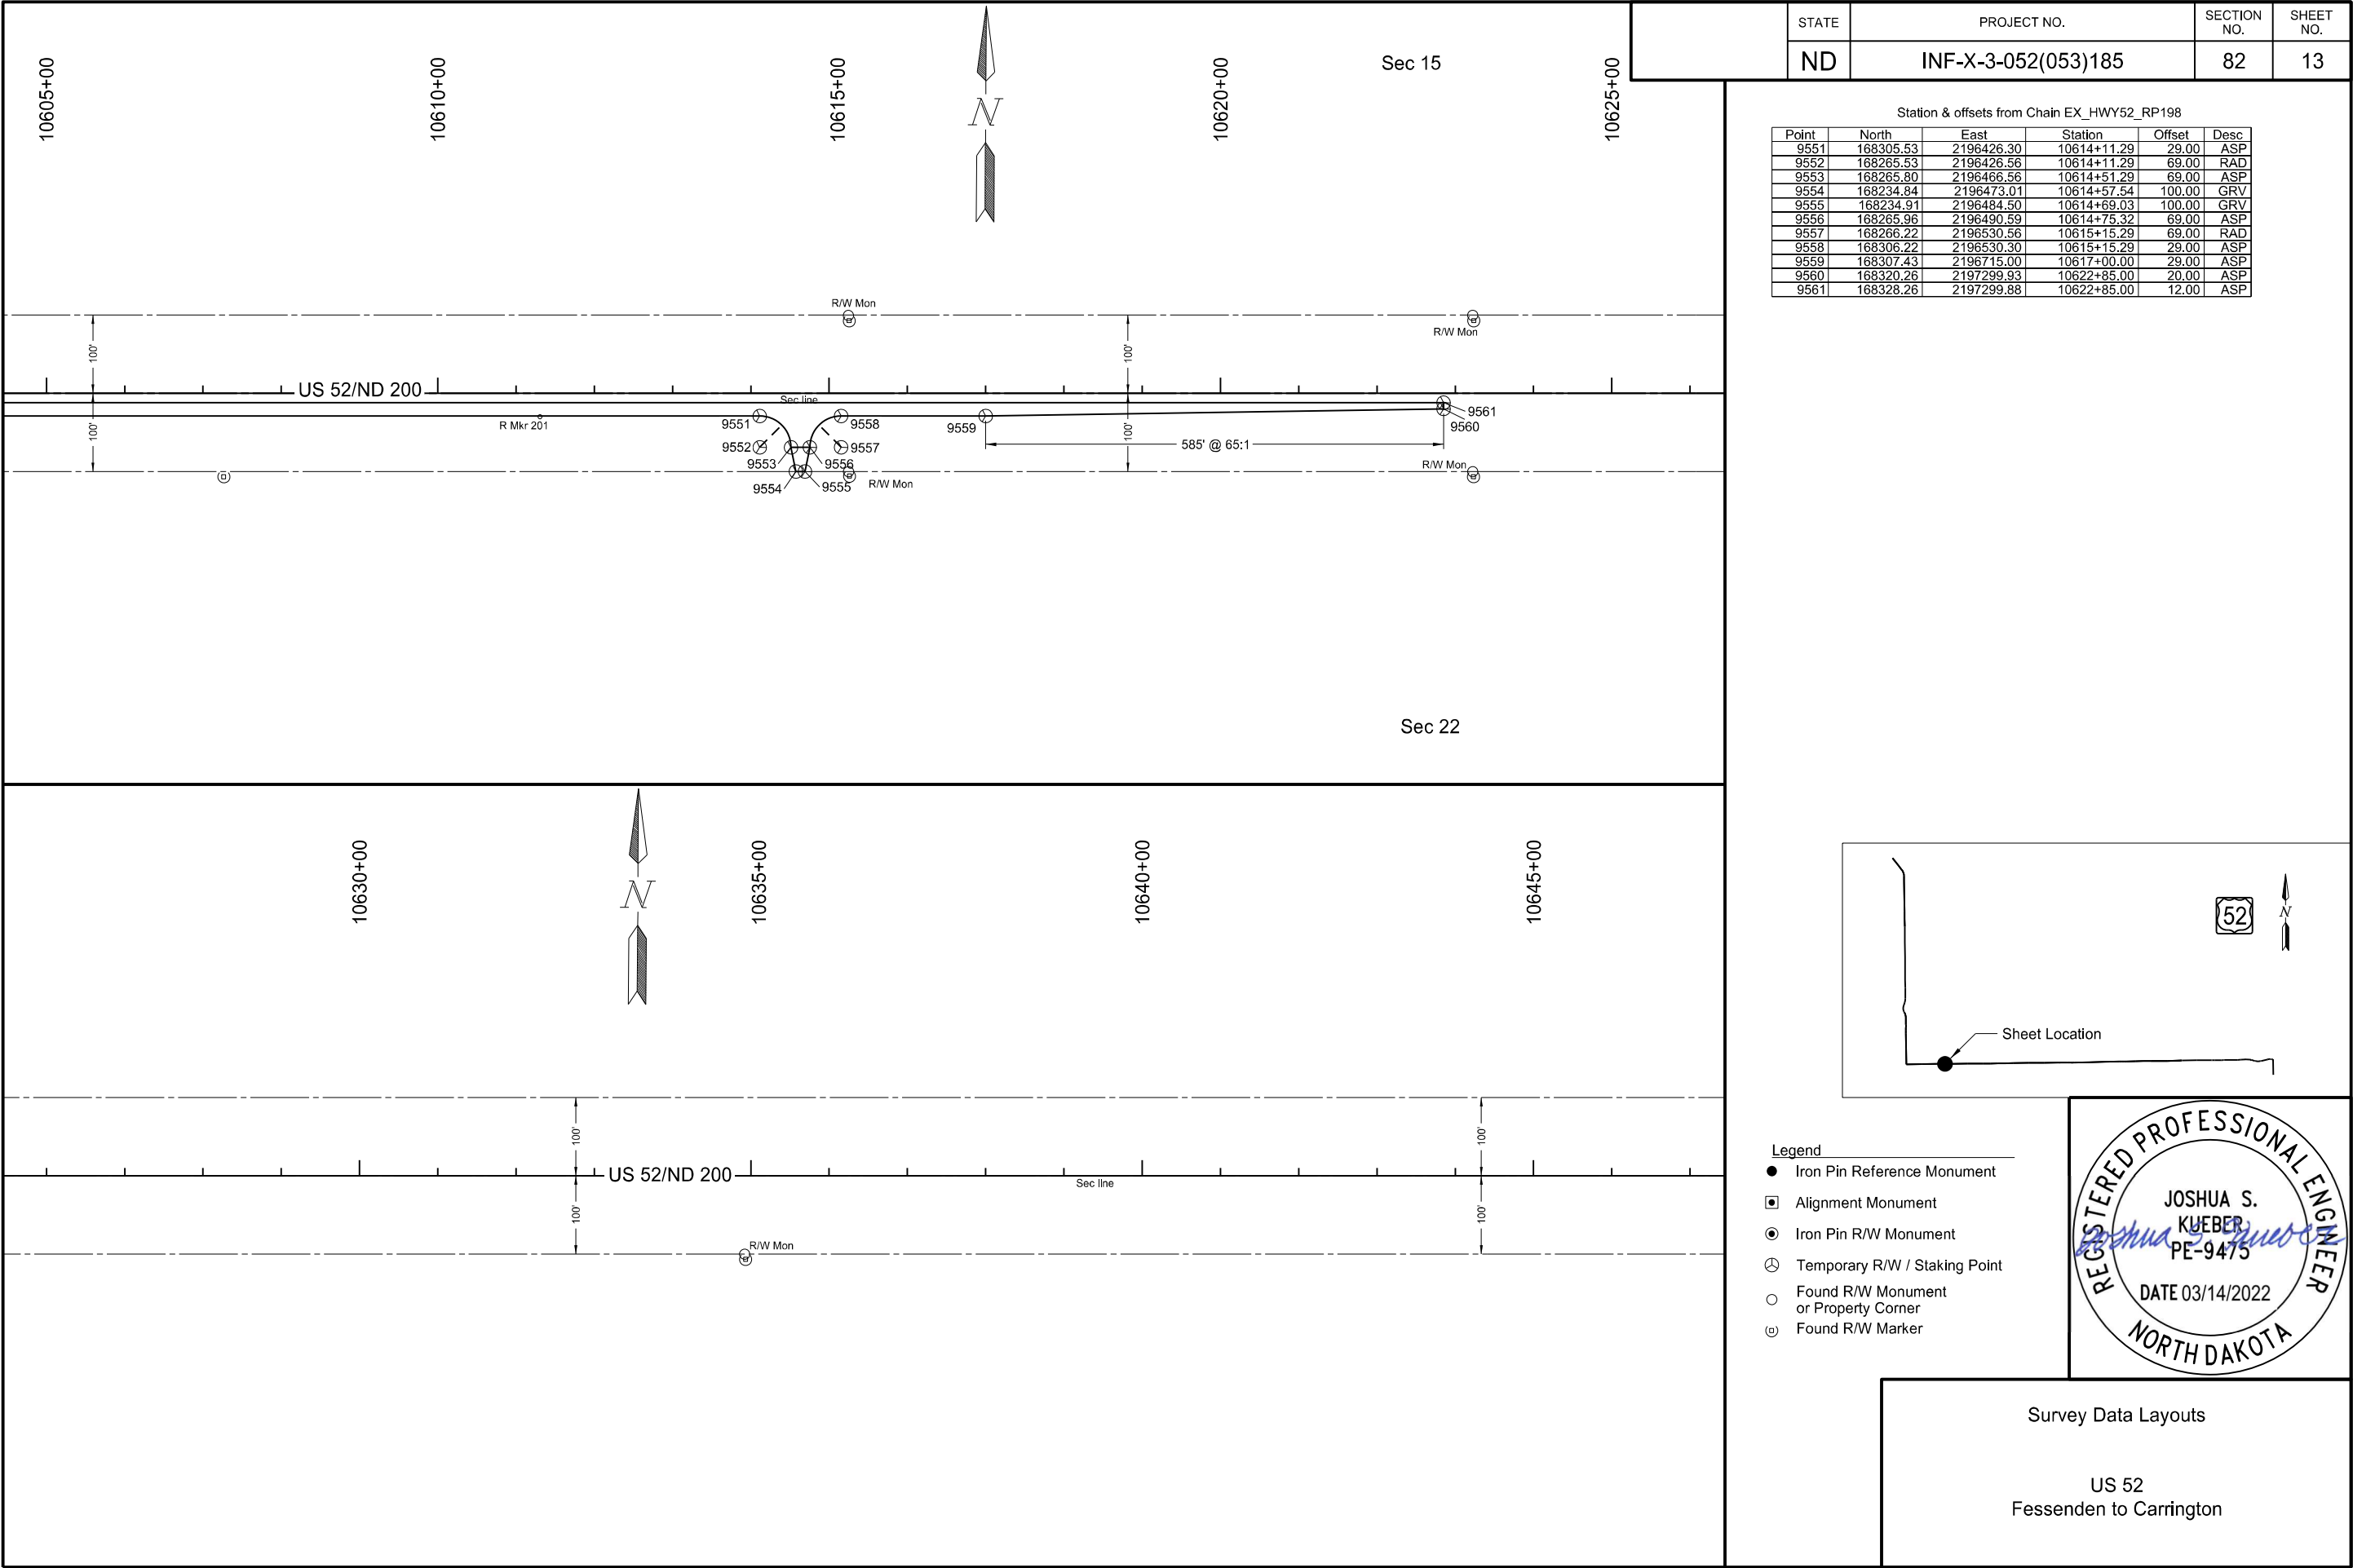 STATE PROJECT NO. SECTION NO. SHEET NO.
ND INF-X-3-052(053)185 82 13
10605+00 10610+00 10615+00 N 10620+00 Sec 15 10625+00
Station & offsets from Chain EX_HWY52_RP198
Point North East Station Offset Desc
9551 168305.53 2196426.30 10614+11.29 29.00 ASP
9552 168265.53 2196426.56 10614+11.29 69.00 RAD
9553 168265.80 2196466.56 10614+51.29 69.00 ASP
9554 168234.84 2196473.01 10614+57.54 100.00 GRV
9555 168234.91 2196484.50 10614+69.03 100.00 GRV
9556 168265.96 2196490.59 10614+75.32 69.00 ASP
9557 168266.22 2196530.56 10615+15.29 69.00 RAD
9558 168306.22 2196530.30 10615+15.29 29.00 ASP
9559 168307.43 2196715.00 10617+00.00 29.00 ASP
9560 168320.26 2197299.93 10622+85.00 20.00 ASP
9561 168328.26 2197299.88 10622+85.00 12.00 ASP
R/W Mon
R/W Mon
100' 100'
US 52/ND 200
Sec line
R Mkr 201
100' 100'
9551 9558 9559 9561
9560
9552 9557 585' @ 65:1
9553 9556
R/W Mon
9554 9555 R/W Mon
Sec 22
10630+00 N 10635+00 10640+00 10645+00
52 N
Sheet Location
100' 100'
US 52/ND 200
Sec line
100' 100'
R/W Mon
Legend
Iron Pin Reference Monument
Alignment Monument
Iron Pin R/W Monument
Temporary R/W / Staking Point
Found R/W Monument
or Property Corner
Found R/W Marker
REGISTERED PROFESSIONAL ENGINEER
JOSHUA S.
KUEBER
PE-9475
DATE 03/14/2022
NORTH DAKOTA
Survey Data Layouts
US 52
Fessenden to Carrington